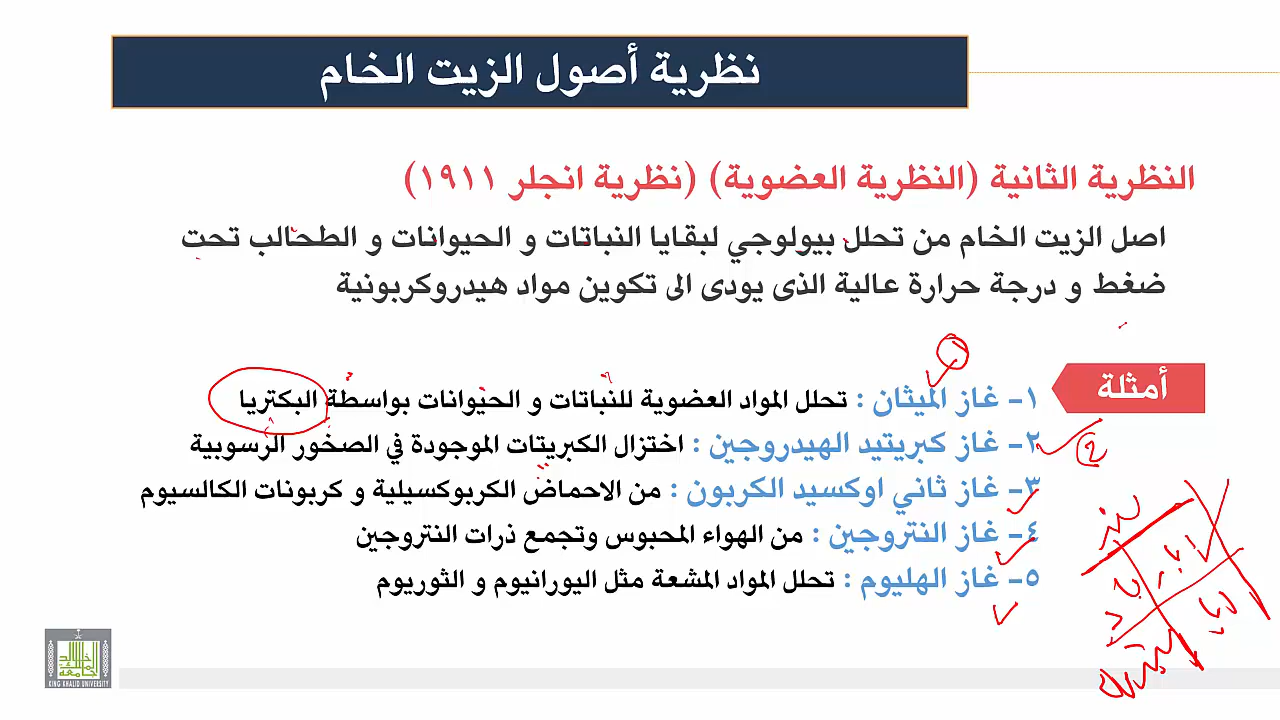 نظرية أصول الزيت الخام
النظرية الثانية (النظرية العضوية) (نظرية انجلر ١٩١١)
اصل الزيت الخام من تحلل بيولوجي لبقايا النباتات و الحيوانات و الطحالب تحت
ضغط و درجة حرارة عالية الذى يودى الى تكوين مواد هيدروكربونية
أمثلة
١- غاز الميثان : تحلل المواد العضوية للنباتات و الحيوانات بواسطة البكتريا
٢- غاز كبريتيد الهيدروجين : اختزال الكبريتات الموجودة في الصخور الرسوبية
٣- غاز ثاني اوكسيد الكربون : من الاحماض الكربوكسيلية و كربونات الكالسيوم
٤- غاز النتروجين : من الهواء المحبوس وتجمع ذرات النتروجين
٥- غاز الهليوم : تحلل المواد المشعة مثل اليورانيوم و الثوريوم
KING KHALID UNIVERSITY